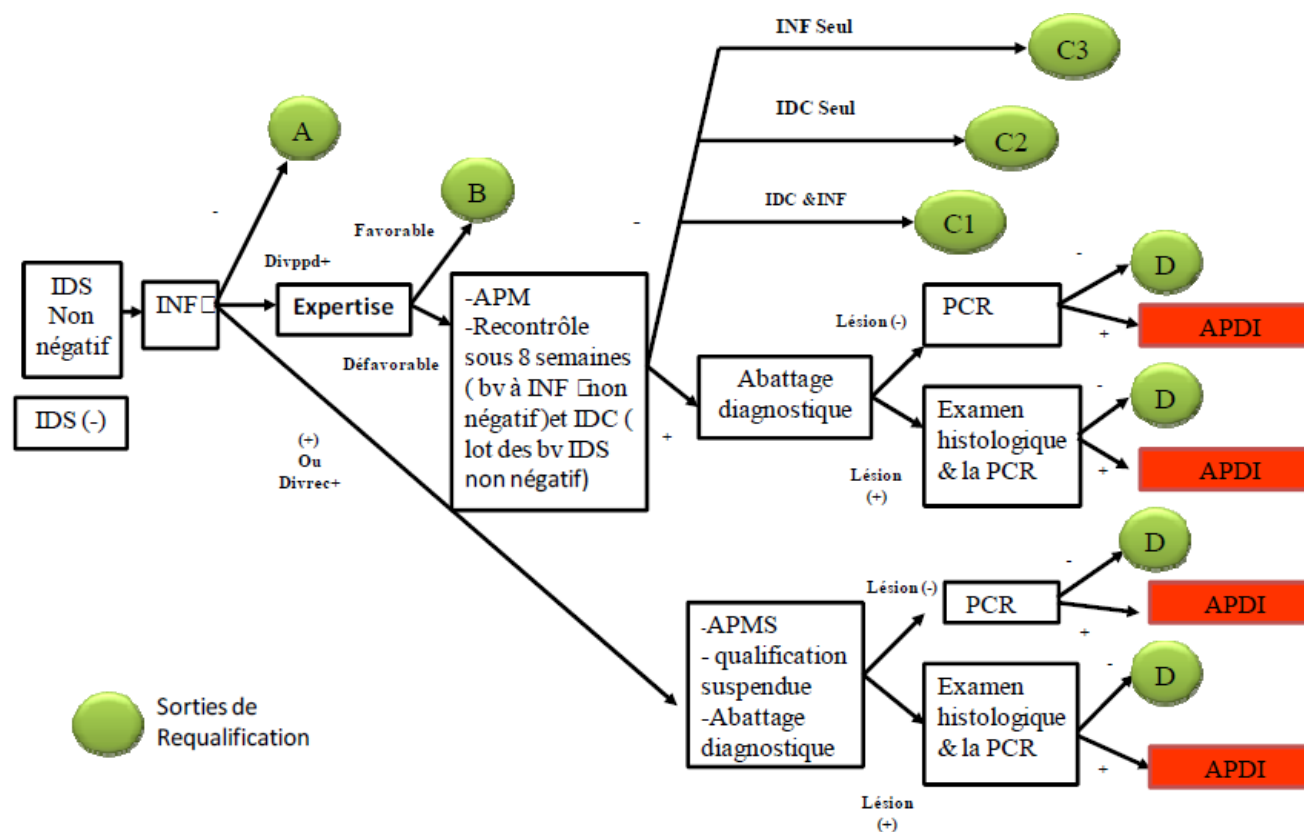 INF Seul
C3
IDC Seul
C2
IDC &INF
C1
A
-
B
Favorable
-
Divppd+
IDS
Non
négatif
INF□
Expertise
Défavorable
IDS (-)
(+)
Ou
Divrec+
-APM
-Recontrôle
sous 8 semaines
( bv à INF □non
négatif)et IDC (
lot des bv IDS
non négatif)
+
Abattage
diagnostique
Lésion (-)
PCR
-
D
+
APDI
Lésion
(+)
Examen
histologique
& la PCR
-
D
+
APDI
-APMS
- qualification
suspendue
-Abattage
diagnostique
Lésion (-)
PCR
-
D
+
APDI
Lésion
(+)
Examen
histologique
& la PCR
-
D
+
APDI
Sorties de
Requalification